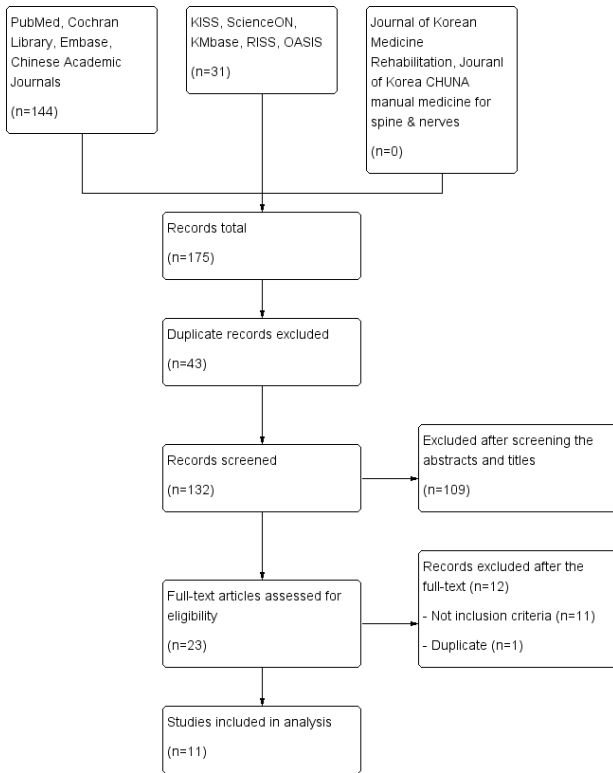 PubMed, Cochran
Library, Embase,
Chinese Academic
Journals
(n=144)
KISS, ScienceON,
KMbase, RISS, OASIS
(n=31)
Journal of Korean
Medicine
Rehabilitation, Jouranl
of Korea CHUNA
manual medicine for
spine & nerves
(n=0)
Records total
(n=175)
Duplicate records excluded
(n=43)
Records screened
(n=132)
Excluded after screening the
abstracts and titles
(n=109)
Full-text articles assessed for
eligibility
(n=23)
Records excluded after the
full-text (n=12)
- Not inclusion criteria (n=11)
- Duplicate (n=1)
Studies included in analysis
(n=11)